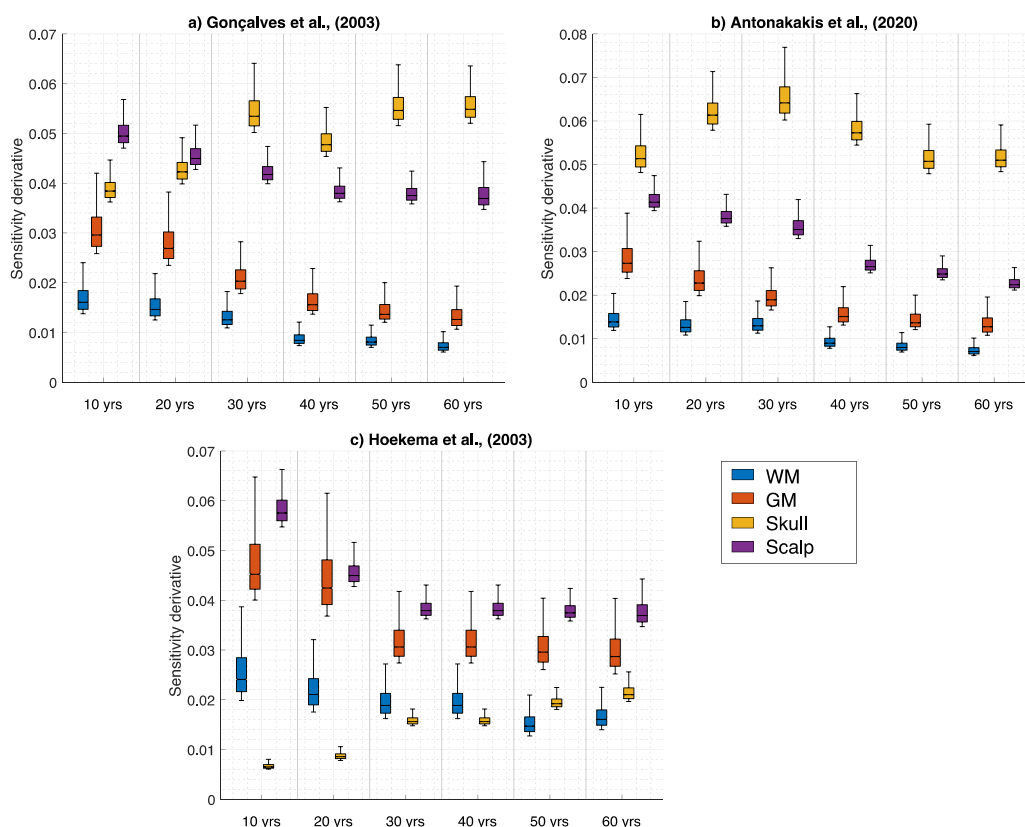 a) Gonçalves et al., (2003)
Sensitivity derivative
0.07
0.06
0.05
0.04
0.03
0.02
0.01
0
10 yrs 20 yrs 30 yrs 40 yrs 50 yrs 60 yrs
b) Antonakakis et al., (2020)
Sensitivity derivative
0.08
0.07
0.06
0.05
0.04
0.03
0.02
0.01
0
10 yrs 20 yrs 30 yrs 40 yrs 50 yrs 60 yrs
c) Hoekema et al., (2003)
Sensitivity derivative
0.07
0.06
0.05
0.04
0.03
0.02
0.01
0
10 yrs 20 yrs 30 yrs 40 yrs 50 yrs 60 yrs
WM
GM
Skull
Scalp